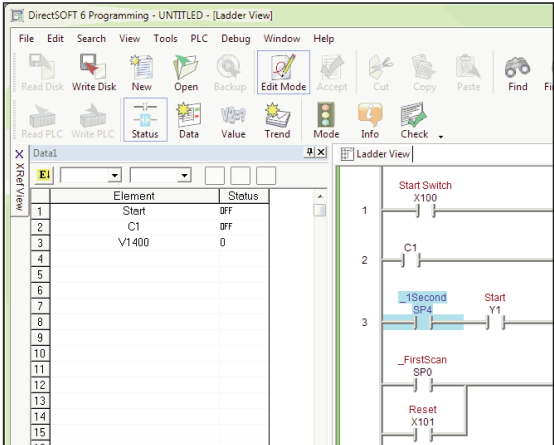 DirectSOFT 6 Programming - UNTITLED - [Ladder View]
File Edit Search View Tools PLC Debug Window Help
Read Disk Write Disk New Open Backup Edit Mode Accept Cut Copy Paste Find
Read PLC Write PLC Status Data Value Trend Mode Info Check
X XRef View
Data1
Ladder View
Element Status
1 Start OFF
2 C1 OFF
3 V1400 0
4
5
6
7
8
9
10
11
12
13
14
15
Start Switch
X100
1
C1
2
_1Second Start
SP4 Y1
3
_FirstScan
SP0
Reset
X101